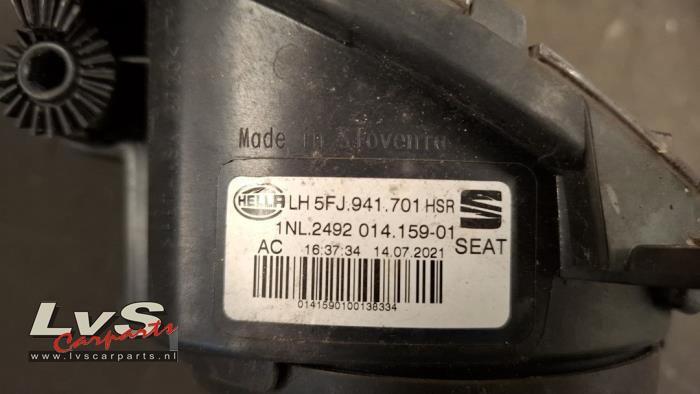 Made in Slovenia
HELLA LH 5FJ.941.701 HSR
1NL.2492 014.159-01
AC 16:37:34 14.07.2021 SEAT
0141590100138334
LvS
Carparts
www.lvscarparts.nl